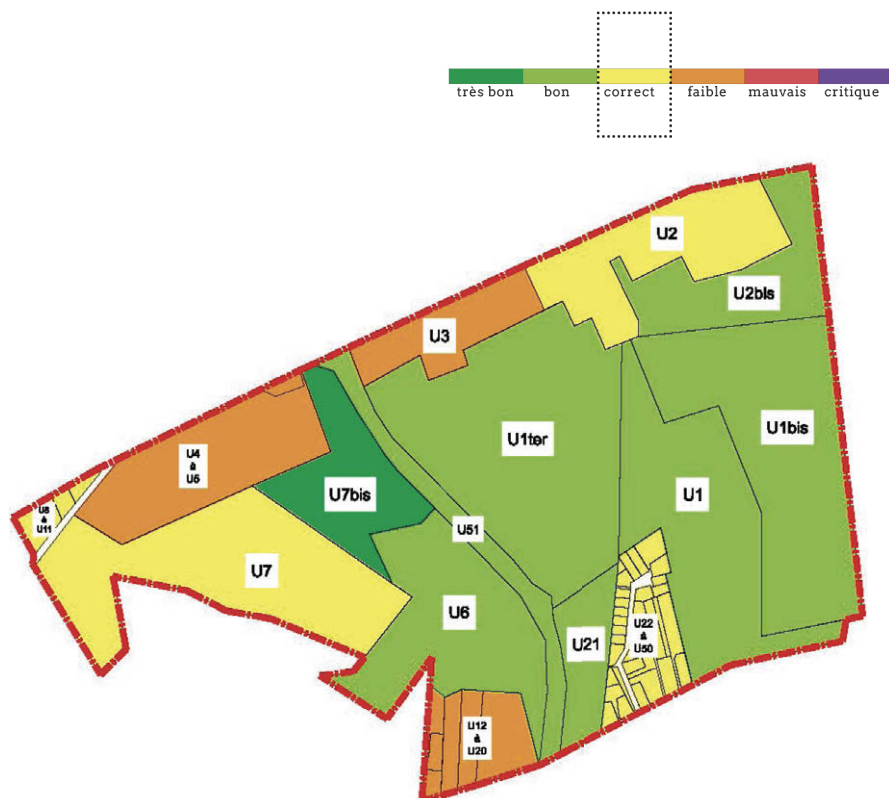 très bon bon correct faible mauvais critique
U2
U2bis
U3
U1ter
U1bis
U4
à
U5
U7bis
U1
U8
à
U11
U51
U7
U6
U21
U22
à
U50
U12
à
U20